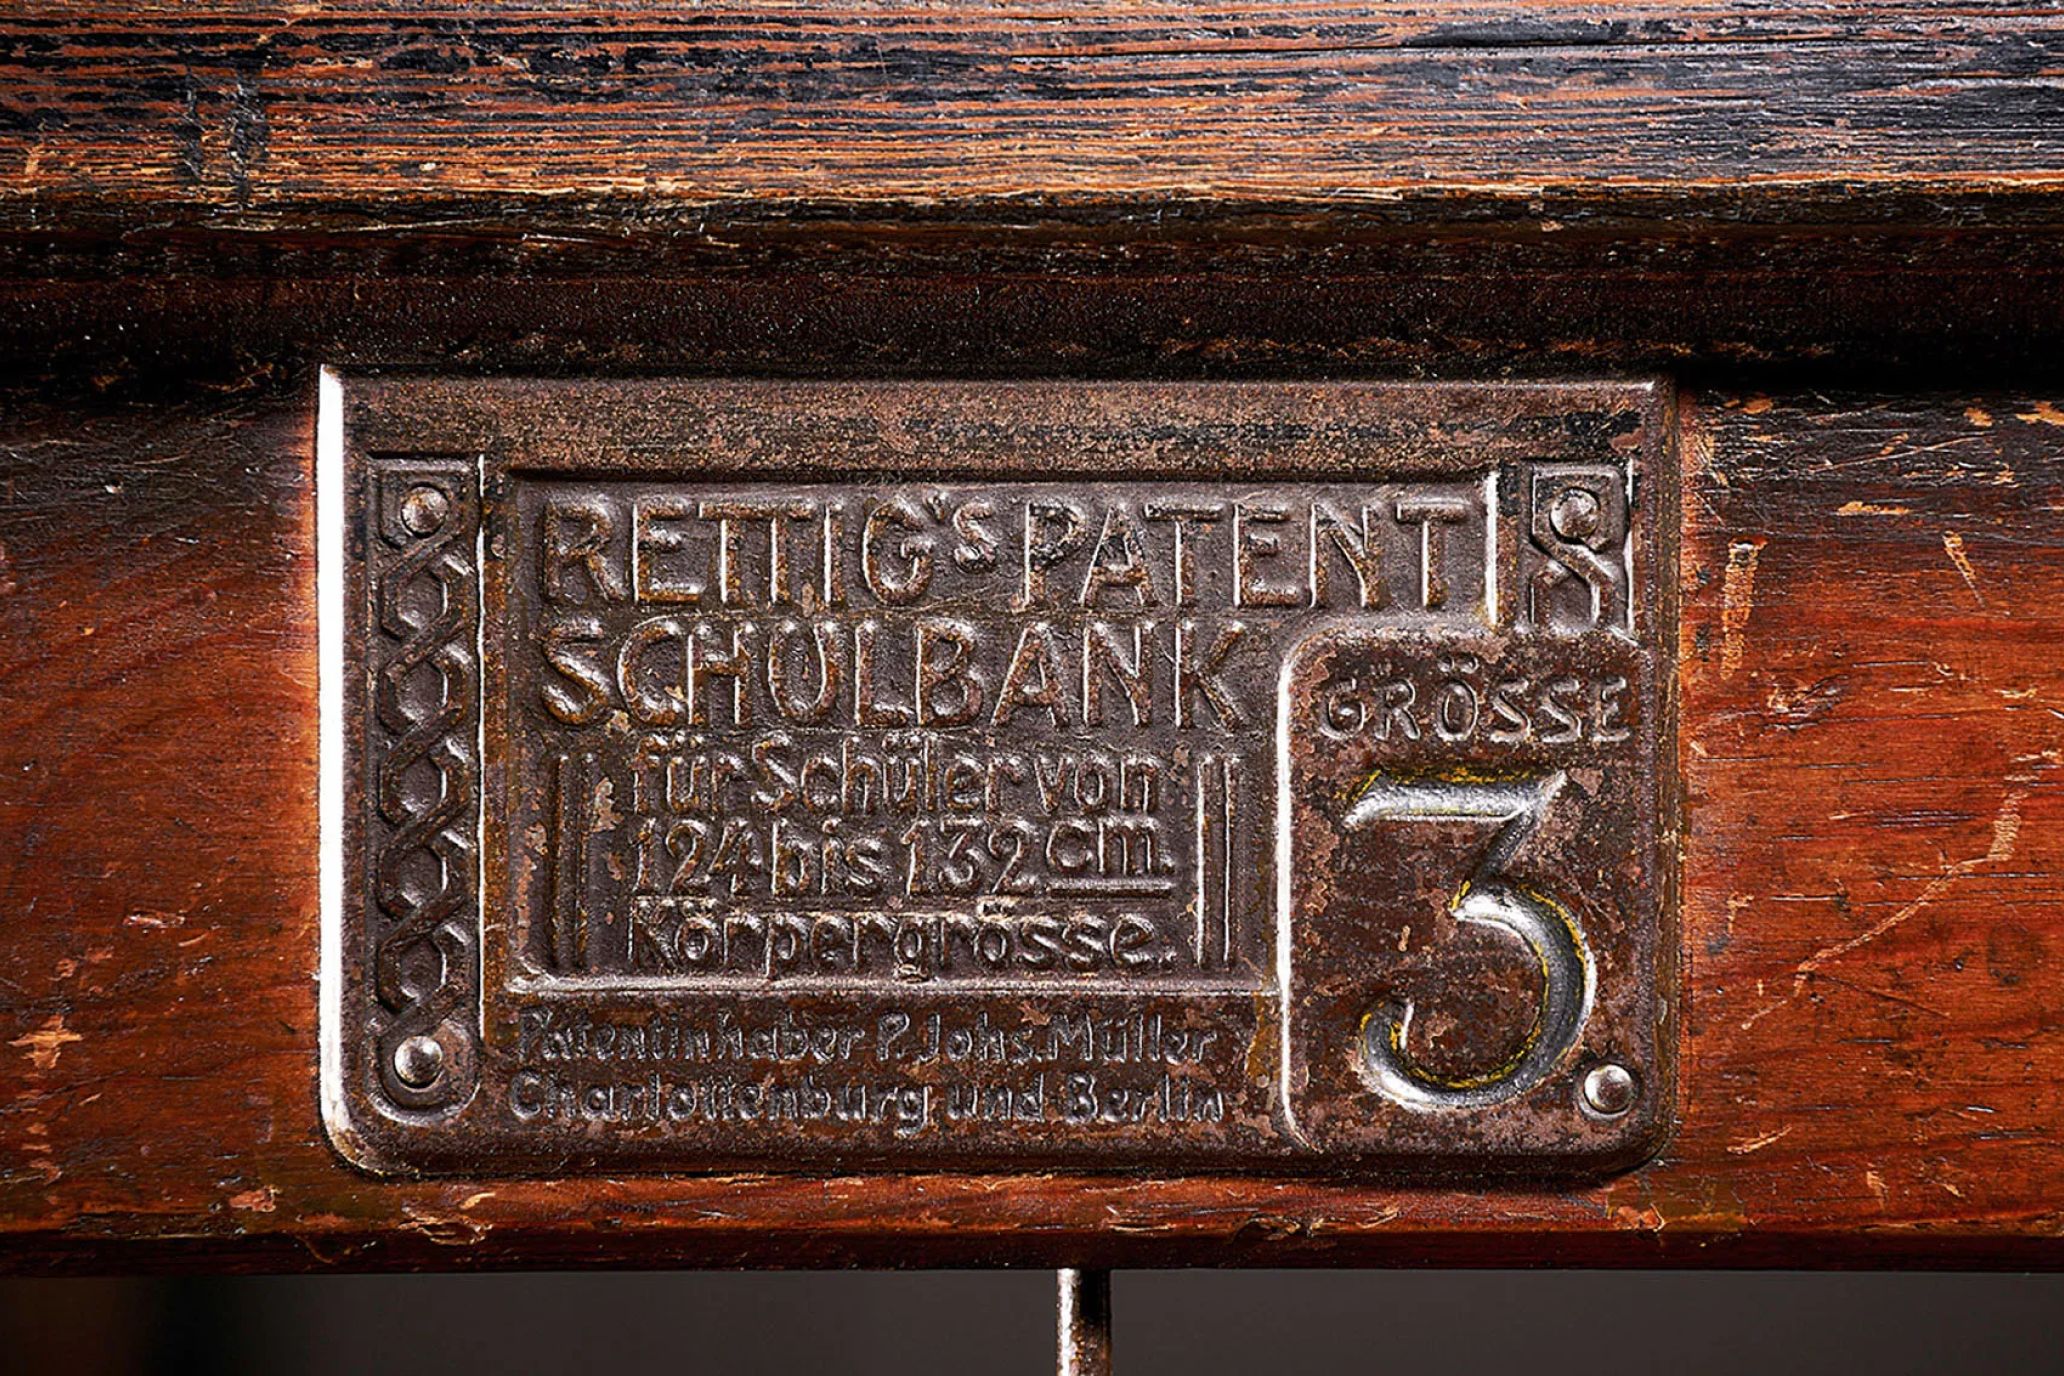 RETTIG'S PATENT
SCHULBANK
für Schüler von
124 bis 132 cm.
Körpergrösse.
GRÖSSE
3
Patentinhaber P. Johs. Müller
Charlottenburg und Berlin